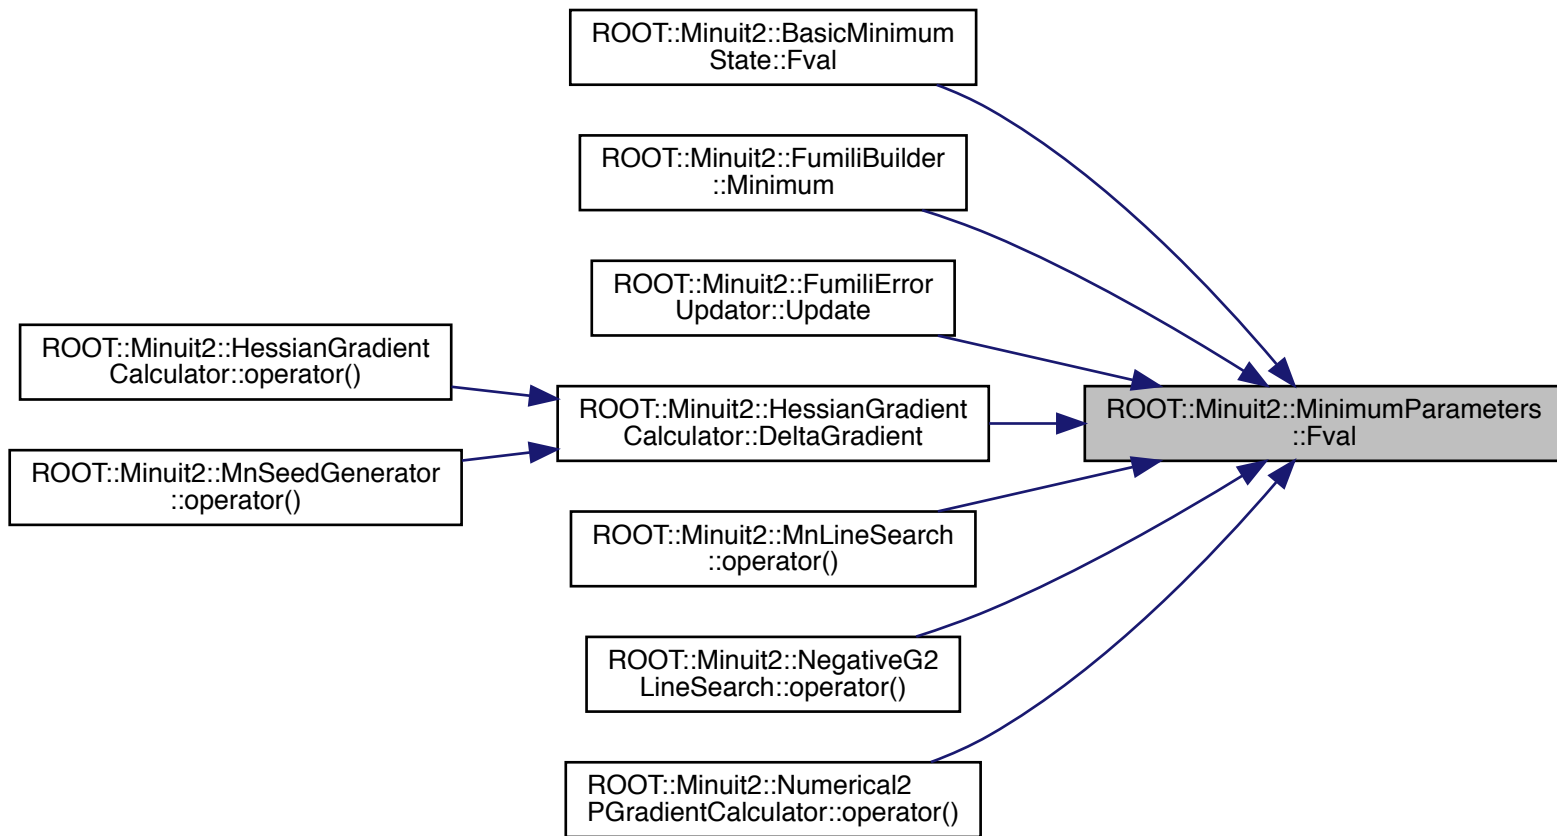 ROOT::Minuit2::BasicMinimum
State::Fval
ROOT::Minuit2::FumiliBuilder
::Minimum
ROOT::Minuit2::FumiliError
Updator::Update
ROOT::Minuit2::HessianGradient
Calculator::operator()
ROOT::Minuit2::HessianGradient
Calculator::DeltaGradient
ROOT::Minuit2::MinimumParameters
::Fval
ROOT::Minuit2::MnSeedGenerator
::operator()
ROOT::Minuit2::MnLineSearch
::operator()
ROOT::Minuit2::NegativeG2
LineSearch::operator()
ROOT::Minuit2::Numerical2
PGradientCalculator::operator()